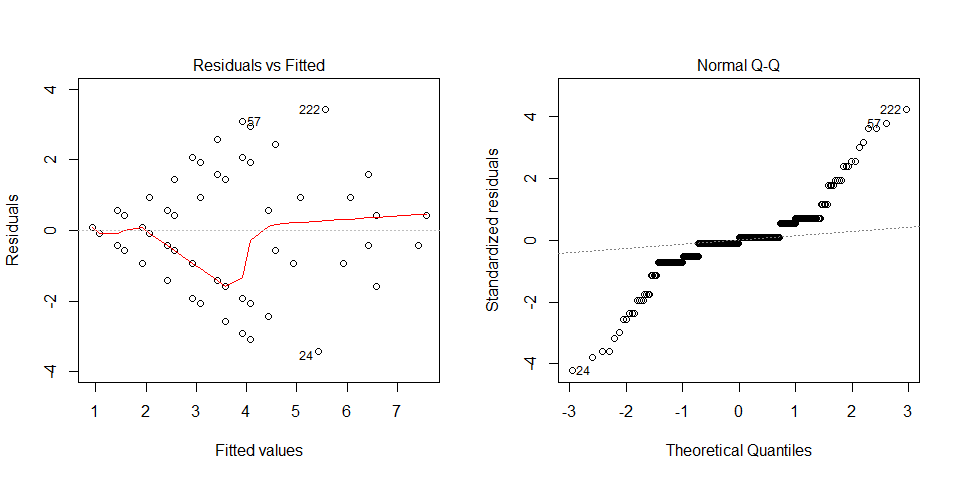 Residuals vs Fitted
Residuals
4
2
0
-2
-4
222
57
24
1 2 3 4 5 6 7
Fitted values
Normal Q-Q
Standardized residuals
4
2
0
-2
-4
222
57
24
-3 -2 -1 0 1 2 3
Theoretical Quantiles